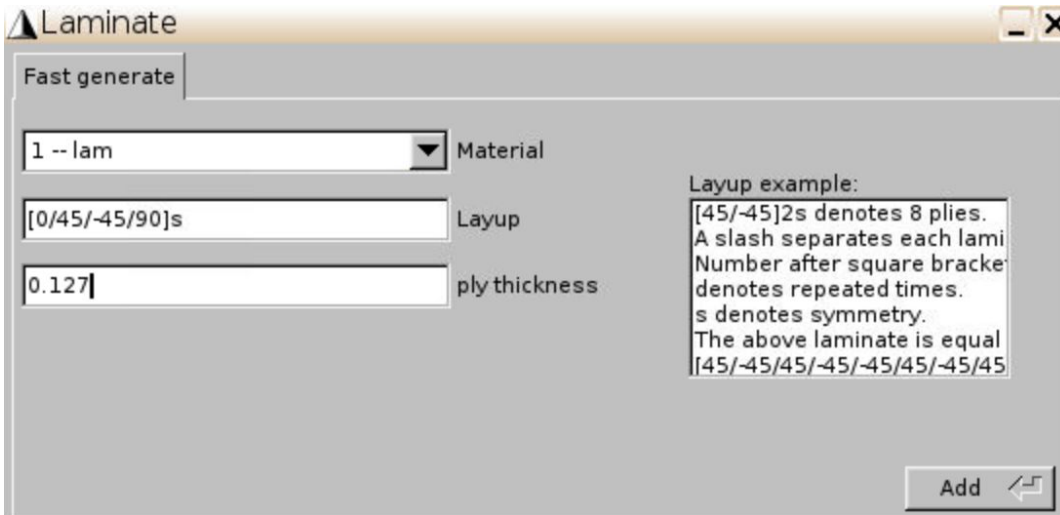 Laminate
Fast generate
1 -- lam
Material
[0/45/-45/90]s
Layup
0.127
ply thickness
Layup example:
[45/-45]2s denotes 8 plies.
A slash separates each lami
Number after square bracke
denotes repeated times.
s denotes symmetry.
The above laminate is equal
[45/-45/45/-45/-45/45/-45/45
Add